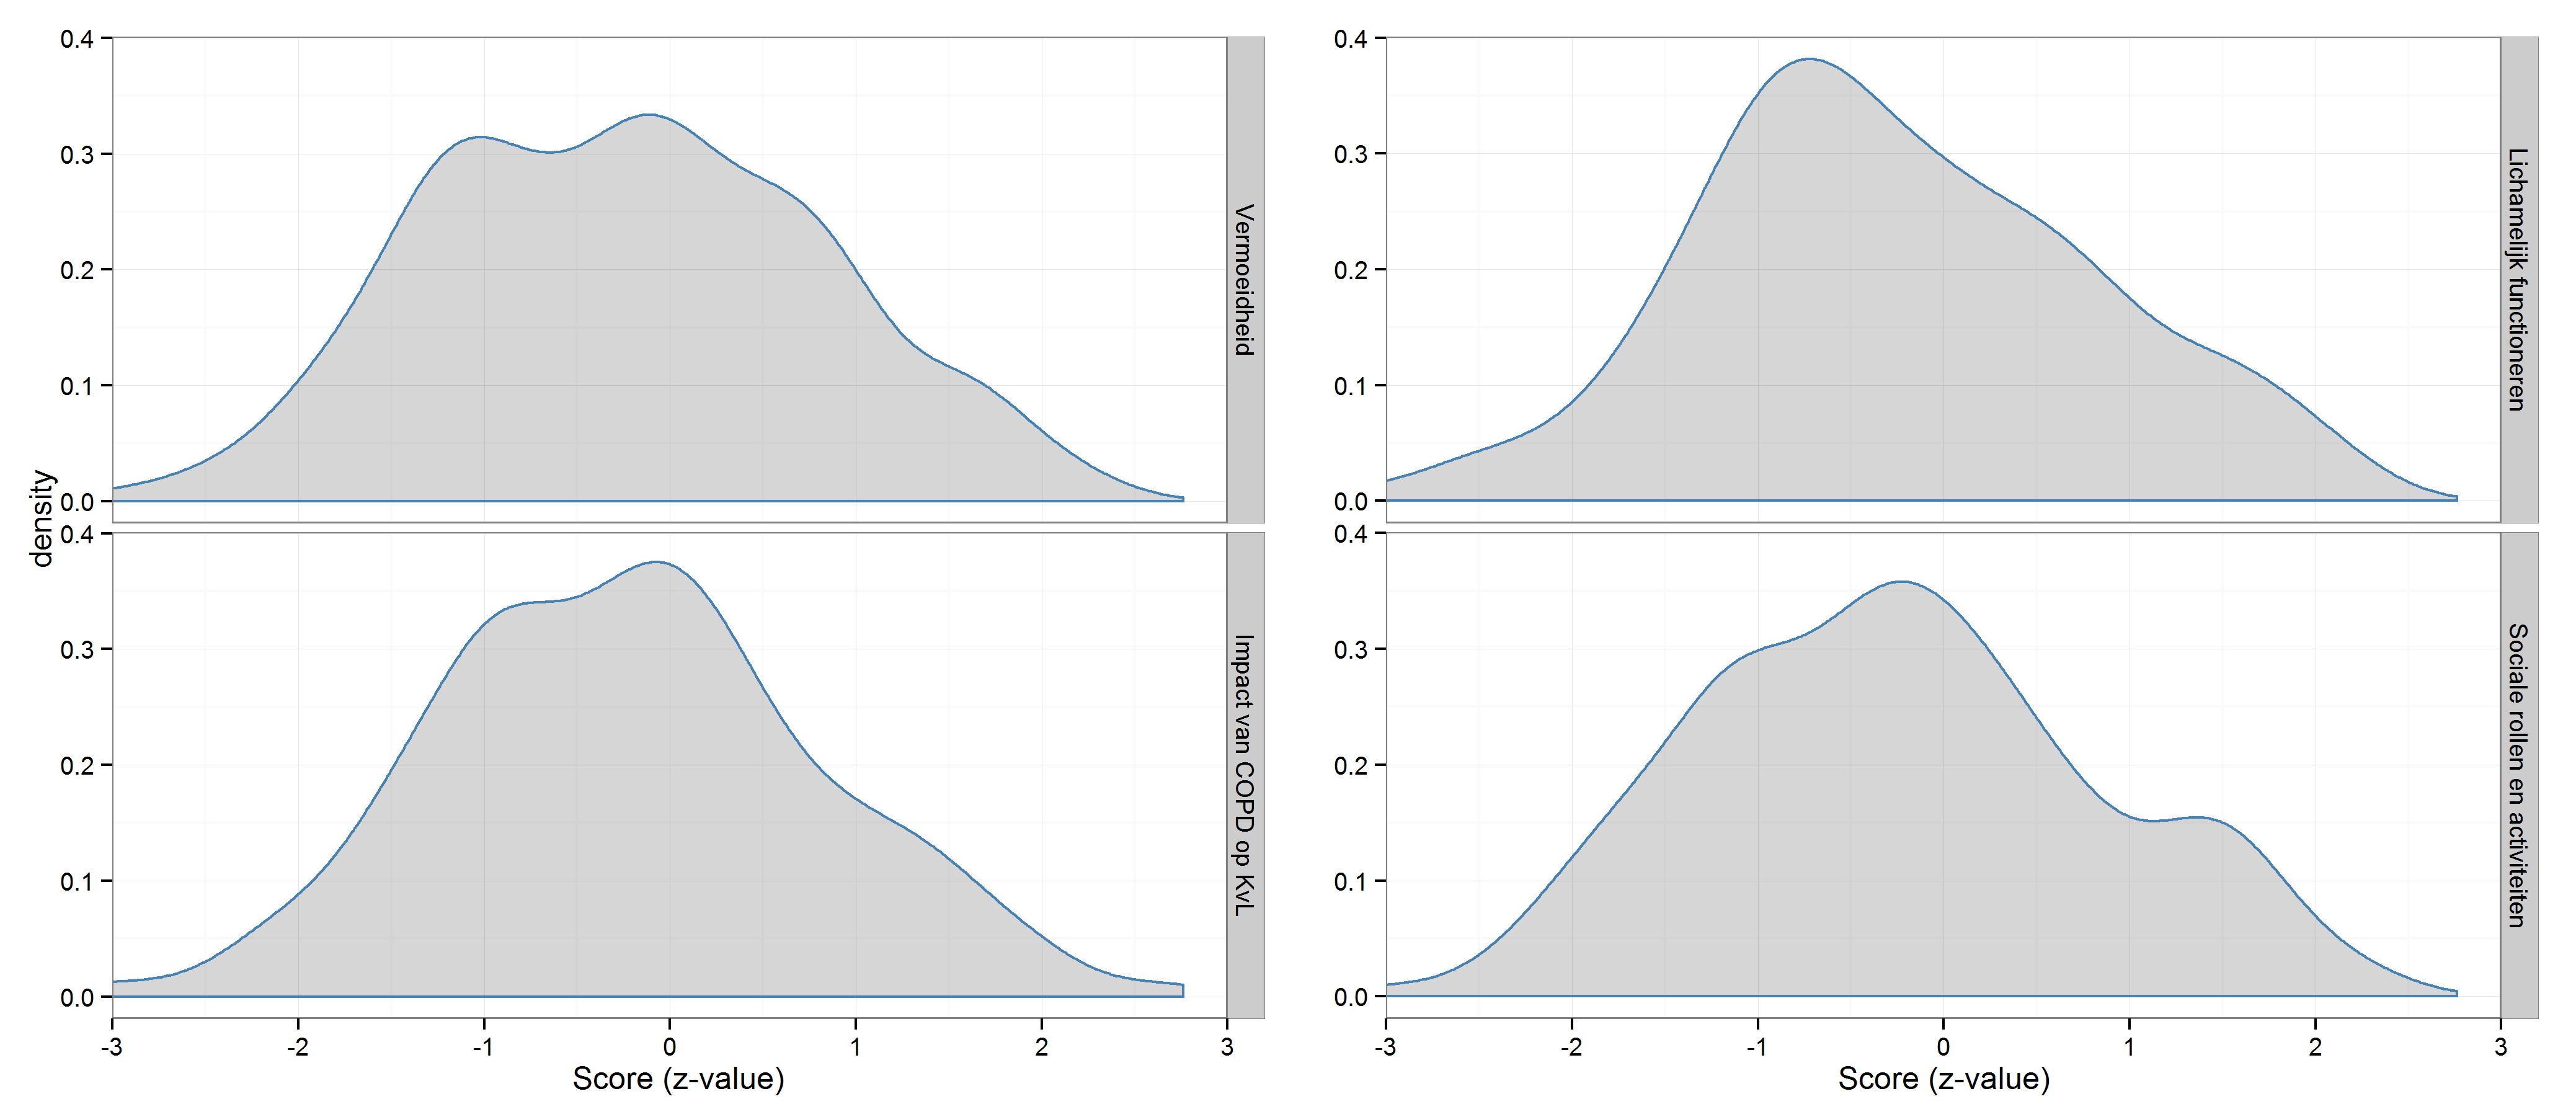 0.4
0.3
0.2
0.1
0.0
Vermoeidheid
0.4
0.3
0.2
0.1
0.0
Lichamelijk functioneren
density
0.4
0.3
0.2
0.1
0.0
Impact van COPD op KvL
0.4
0.3
0.2
0.1
0.0
Sociale rollen en activiteiten
-3 -2 -1 0 1 2 3
Score (z-value)
-3 -2 -1 0 1 2 3
Score (z-value)